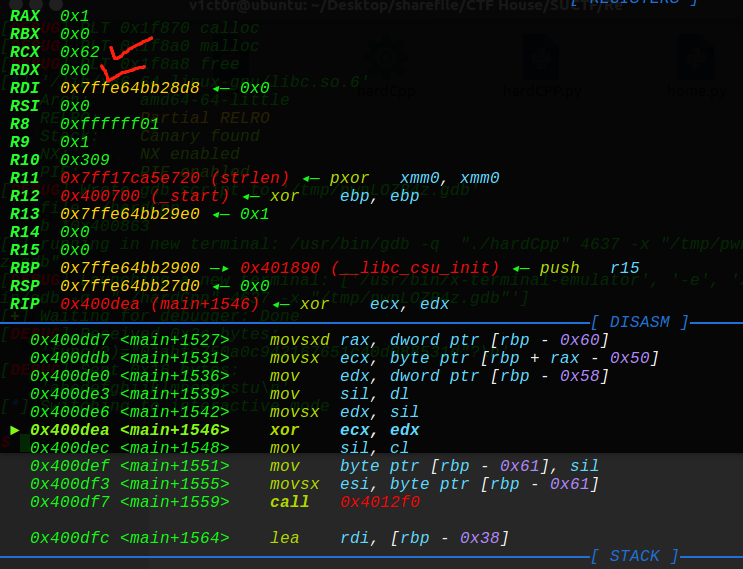 v1ct0r@ubuntu: ~/Desktop/sharefile/CTF House/SUCTF/Re
[ REGISTERS ]
RAX 0x1
RBX 0x0
RCX 0x62
RDX 0x0
RDI 0x7ffe64bb28d8 ◂— 0x0
RSI 0x0
R8 0xffffff01
R9 0x1
R10 0x309
R11 0x7ff17ca5e720 (strlen) ◂— pxor xmm0, xmm0
R12 0x400700 (_start) ◂— xor ebp, ebp
R13 0x7ffe64bb29e0 ◂— 0x1
R14 0x0
R15 0x0
RBP 0x7ffe64bb2900 —▸ 0x401890 (__libc_csu_init) ◂— push r15
RSP 0x7ffe64bb27d0 ◂— 0x0
RIP 0x400dea (main+1546) ◂— xor ecx, edx
[ DISASM ]
0x400dd7 <main+1527> movsxd rax, dword ptr [rbp - 0x60]
0x400ddb <main+1531> movsx ecx, byte ptr [rbp + rax - 0x50]
0x400de0 <main+1536> mov edx, dword ptr [rbp - 0x58]
0x400de3 <main+1539> mov sil, dl
0x400de6 <main+1542> movsx edx, sil
► 0x400dea <main+1546> xor ecx, edx
0x400dec <main+1548> mov sil, cl
0x400def <main+1551> mov byte ptr [rbp - 0x61], sil
0x400df3 <main+1555> movsx esi, byte ptr [rbp - 0x61]
0x400df7 <main+1559> call 0x4012f0
0x400dfc <main+1564> lea rdi, [rbp - 0x38]
[ STACK ]